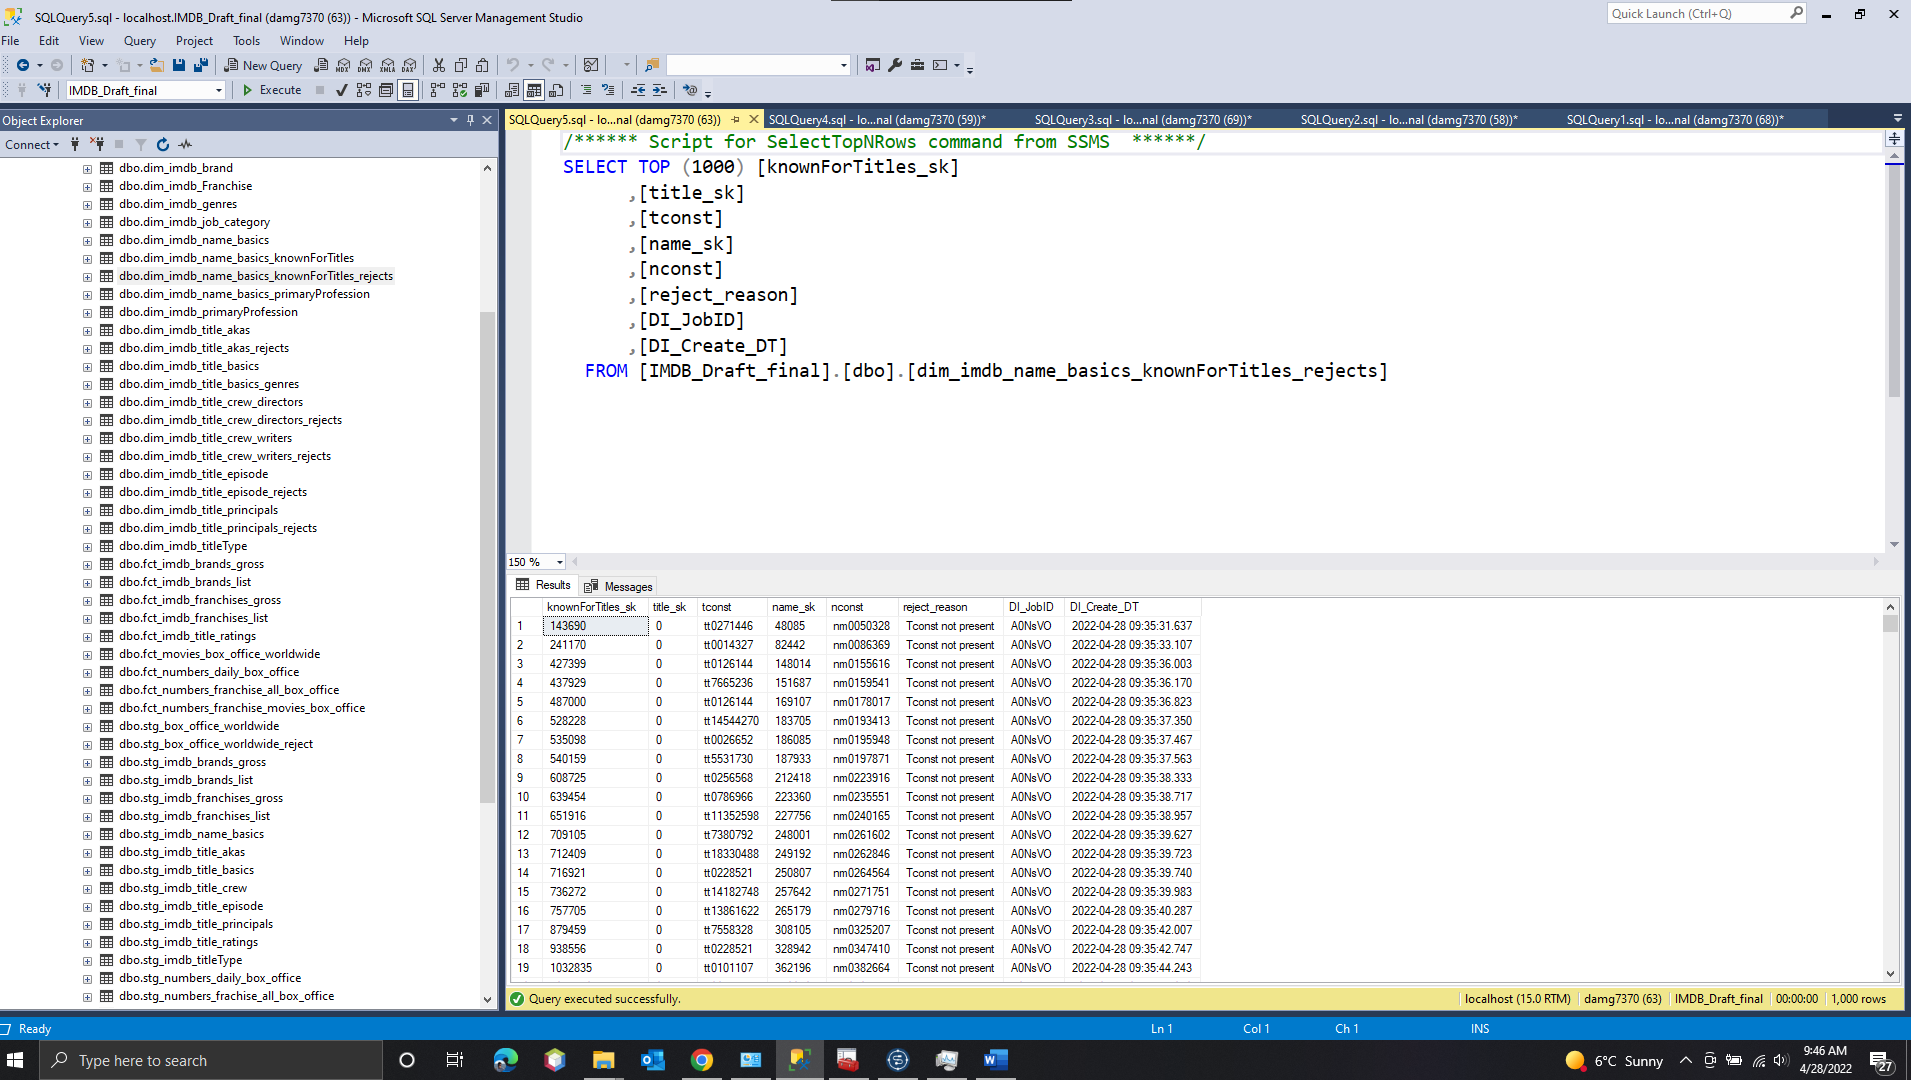 SQLQuery5.sql - localhost.IMDB_Draft_final (damg7370 (63)) - Microsoft SQL Server Management Studio
Quick Launch (Ctrl+Q)
File Edit View Query Project Tools Window Help
New Query
IMDB_Draft_final
Execute
Object Explorer
Connect
dbo.dim_imdb_brand
dbo.dim_imdb_Franchise
dbo.dim_imdb_genres
dbo.dim_imdb_job_category
dbo.dim_imdb_name_basics
dbo.dim_imdb_name_basics_knownForTitles
dbo.dim_imdb_name_basics_knownForTitles_rejects
dbo.dim_imdb_name_basics_primaryProfession
dbo.dim_imdb_primaryProfession
dbo.dim_imdb_title_akas
dbo.dim_imdb_title_akas_rejects
dbo.dim_imdb_title_basics
dbo.dim_imdb_title_basics_genres
dbo.dim_imdb_title_crew_directors
dbo.dim_imdb_title_crew_directors_rejects
dbo.dim_imdb_title_crew_writers
dbo.dim_imdb_title_crew_writers_rejects
dbo.dim_imdb_title_episode
dbo.dim_imdb_title_episode_rejects
dbo.dim_imdb_title_principals
dbo.dim_imdb_title_principals_rejects
dbo.dim_imdb_titleType
dbo.fct_imdb_brands_gross
dbo.fct_imdb_brands_list
dbo.fct_imdb_franchises_gross
dbo.fct_imdb_franchises_list
dbo.fct_imdb_title_ratings
dbo.fct_movies_box_office_worldwide
dbo.fct_numbers_daily_box_office
dbo.fct_numbers_franchise_all_box_office
dbo.fct_numbers_franchise_movies_box_office
dbo.stg_box_office_worldwide
dbo.stg_box_office_worldwide_reject
dbo.stg_imdb_brands_gross
dbo.stg_imdb_brands_list
dbo.stg_imdb_franchises_gross
dbo.stg_imdb_franchises_list
dbo.stg_imdb_name_basics
dbo.stg_imdb_title_akas
dbo.stg_imdb_title_basics
dbo.stg_imdb_title_crew
dbo.stg_imdb_title_episode
dbo.stg_imdb_title_principals
dbo.stg_imdb_title_ratings
dbo.stg_imdb_titleType
dbo.stg_numbers_daily_box_office
dbo.stg_numbers_frachise_all_box_office
SQLQuery5.sql - lo...nal (damg7370 (63)) SQLQuery4.sql - lo...nal (damg7370 (59))* SQLQuery3.sql - lo...nal (damg7370 (69))* SQLQuery2.sql - lo...nal (damg7370 (58))* SQLQuery1.sql - lo...nal (damg7370 (68))*
/****** Script for SelectTopNRows command from SSMS ******/
SELECT TOP (1000) [knownForTitles_sk]
,[title_sk]
,[tconst]
,[name_sk]
,[nconst]
,[reject_reason]
,[DI_JobID]
,[DI_Create_DT]
FROM [IMDB_Draft_final].[dbo].[dim_imdb_name_basics_knownForTitles_rejects]
150 %
Results Messages
knownForTitles_sk title_sk tconst name_sk nconst reject_reason DI_JobID DI_Create_DT
1 143690 0 tt0271446 48085 nm0050328 Tconst not present A0NsVO 2022-04-28 09:35:31.637
2 241170 0 tt0014327 82442 nm0086369 Tconst not present A0NsVO 2022-04-28 09:35:33.107
3 427399 0 tt0126144 148014 nm0155616 Tconst not present A0NsVO 2022-04-28 09:35:36.003
4 437929 0 tt7665236 151687 nm0159541 Tconst not present A0NsVO 2022-04-28 09:35:36.170
5 487000 0 tt0126144 169107 nm0178017 Tconst not present A0NsVO 2022-04-28 09:35:36.823
6 528228 0 tt14544270 183705 nm0193413 Tconst not present A0NsVO 2022-04-28 09:35:37.350
7 535098 0 tt0026652 186085 nm0195948 Tconst not present A0NsVO 2022-04-28 09:35:37.467
8 540159 0 tt5531730 187933 nm0197871 Tconst not present A0NsVO 2022-04-28 09:35:37.563
9 608725 0 tt0256568 212418 nm0223916 Tconst not present A0NsVO 2022-04-28 09:35:38.333
10 639454 0 tt0786966 223360 nm0235551 Tconst not present A0NsVO 2022-04-28 09:35:38.717
11 651916 0 tt11352598 227756 nm0240165 Tconst not present A0NsVO 2022-04-28 09:35:38.957
12 709105 0 tt7380792 248001 nm0261602 Tconst not present A0NsVO 2022-04-28 09:35:39.627
13 712409 0 tt18330488 249192 nm0262846 Tconst not present A0NsVO 2022-04-28 09:35:39.723
14 716921 0 tt0228521 250807 nm0264564 Tconst not present A0NsVO 2022-04-28 09:35:39.740
15 736272 0 tt14182748 257642 nm0271751 Tconst not present A0NsVO 2022-04-28 09:35:39.983
16 757705 0 tt13861622 265179 nm0279716 Tconst not present A0NsVO 2022-04-28 09:35:40.287
17 879459 0 tt7558328 308105 nm0325207 Tconst not present A0NsVO 2022-04-28 09:35:42.007
18 938556 0 tt0228521 328942 nm0347410 Tconst not present A0NsVO 2022-04-28 09:35:42.747
19 1032835 0 tt0101107 362196 nm0382664 Tconst not present A0NsVO 2022-04-28 09:35:44.243
Query executed successfully. localhost (15.0 RTM) damg7370 (63) IMDB_Draft_final 00:00:00 1,000 rows
Ready Ln 1 Col 1 Ch 1 INS
Type here to search
6°C Sunny
9:46 AM
4/28/2022
27